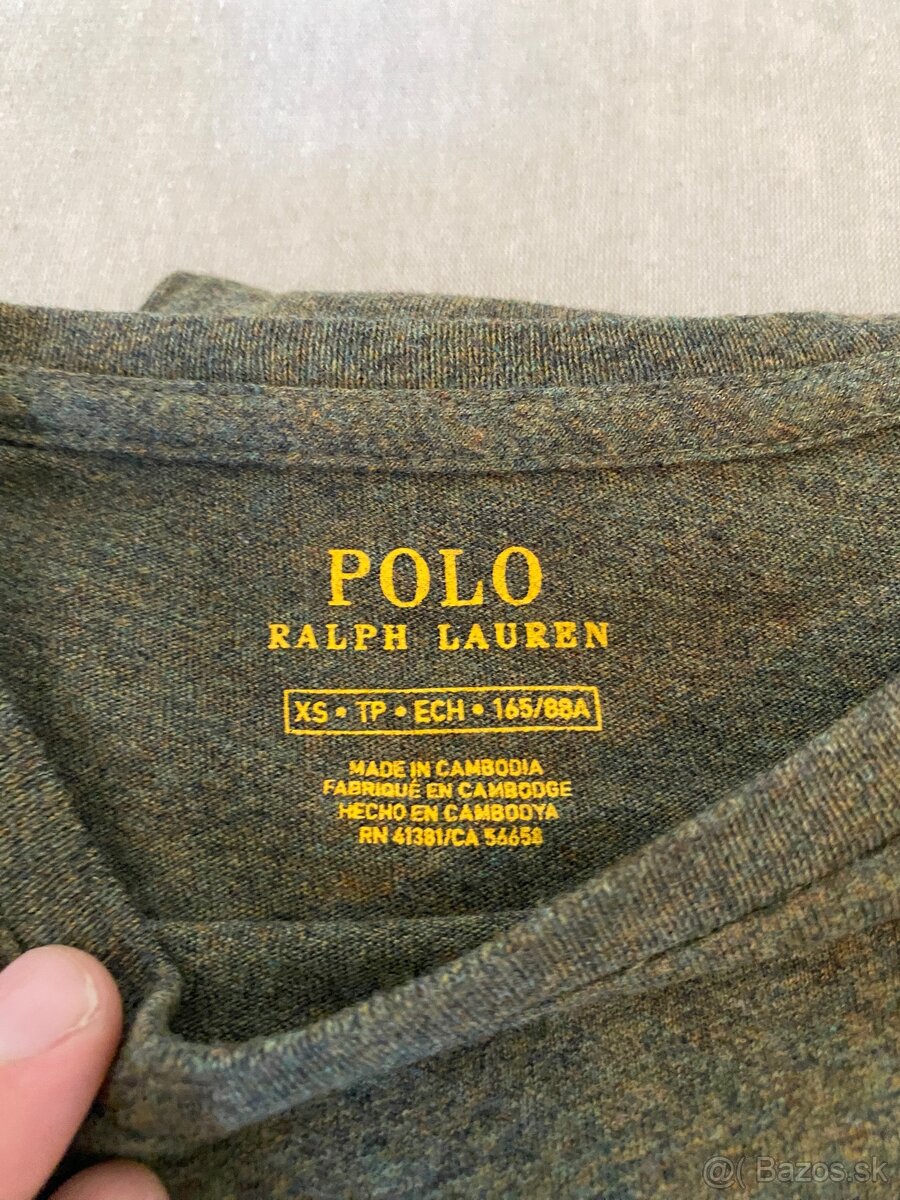 POLO
RALPH LAUREN
XS • TP • ECH • 165/88A
MADE IN CAMBODIA
FABRIQUÉ EN CAMBODGE
HECHO EN CAMBOOYA
RN 41381/CA 56658
@( Bazos.sk